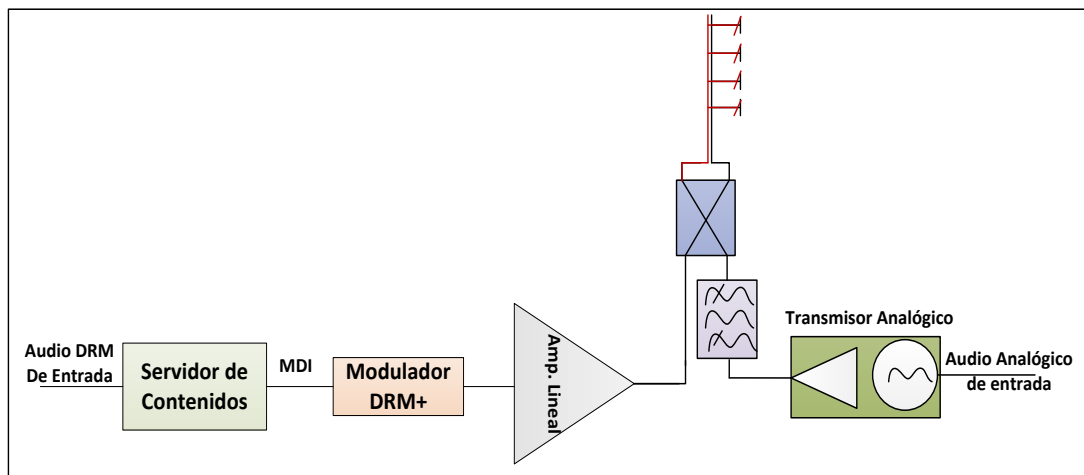 Audio DRM
De Entrada
Servidor de
Contenidos
MDI
Modulador
DRM+
Amp. Lineal
Transmisor Analógico
Audio Analógico
de entrada